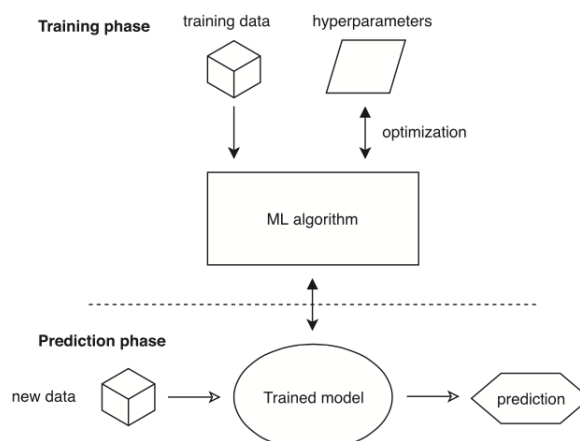 Training phase
training data
hyperparameters
optimization
ML algorithm
Prediction phase
new data
Trained model
prediction